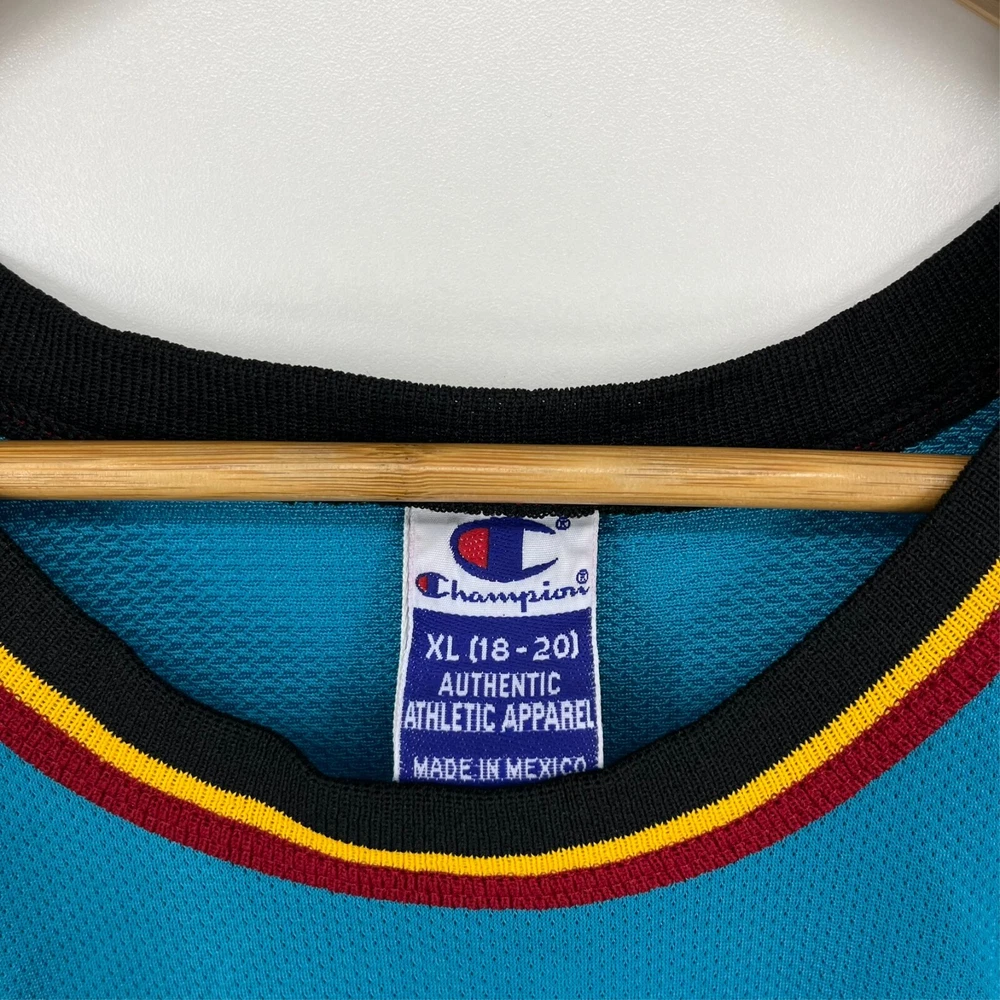 ®
Champion®
XL (18-20)
AUTHENTIC
ATHLETIC APPAREL
MADE IN MEXICO